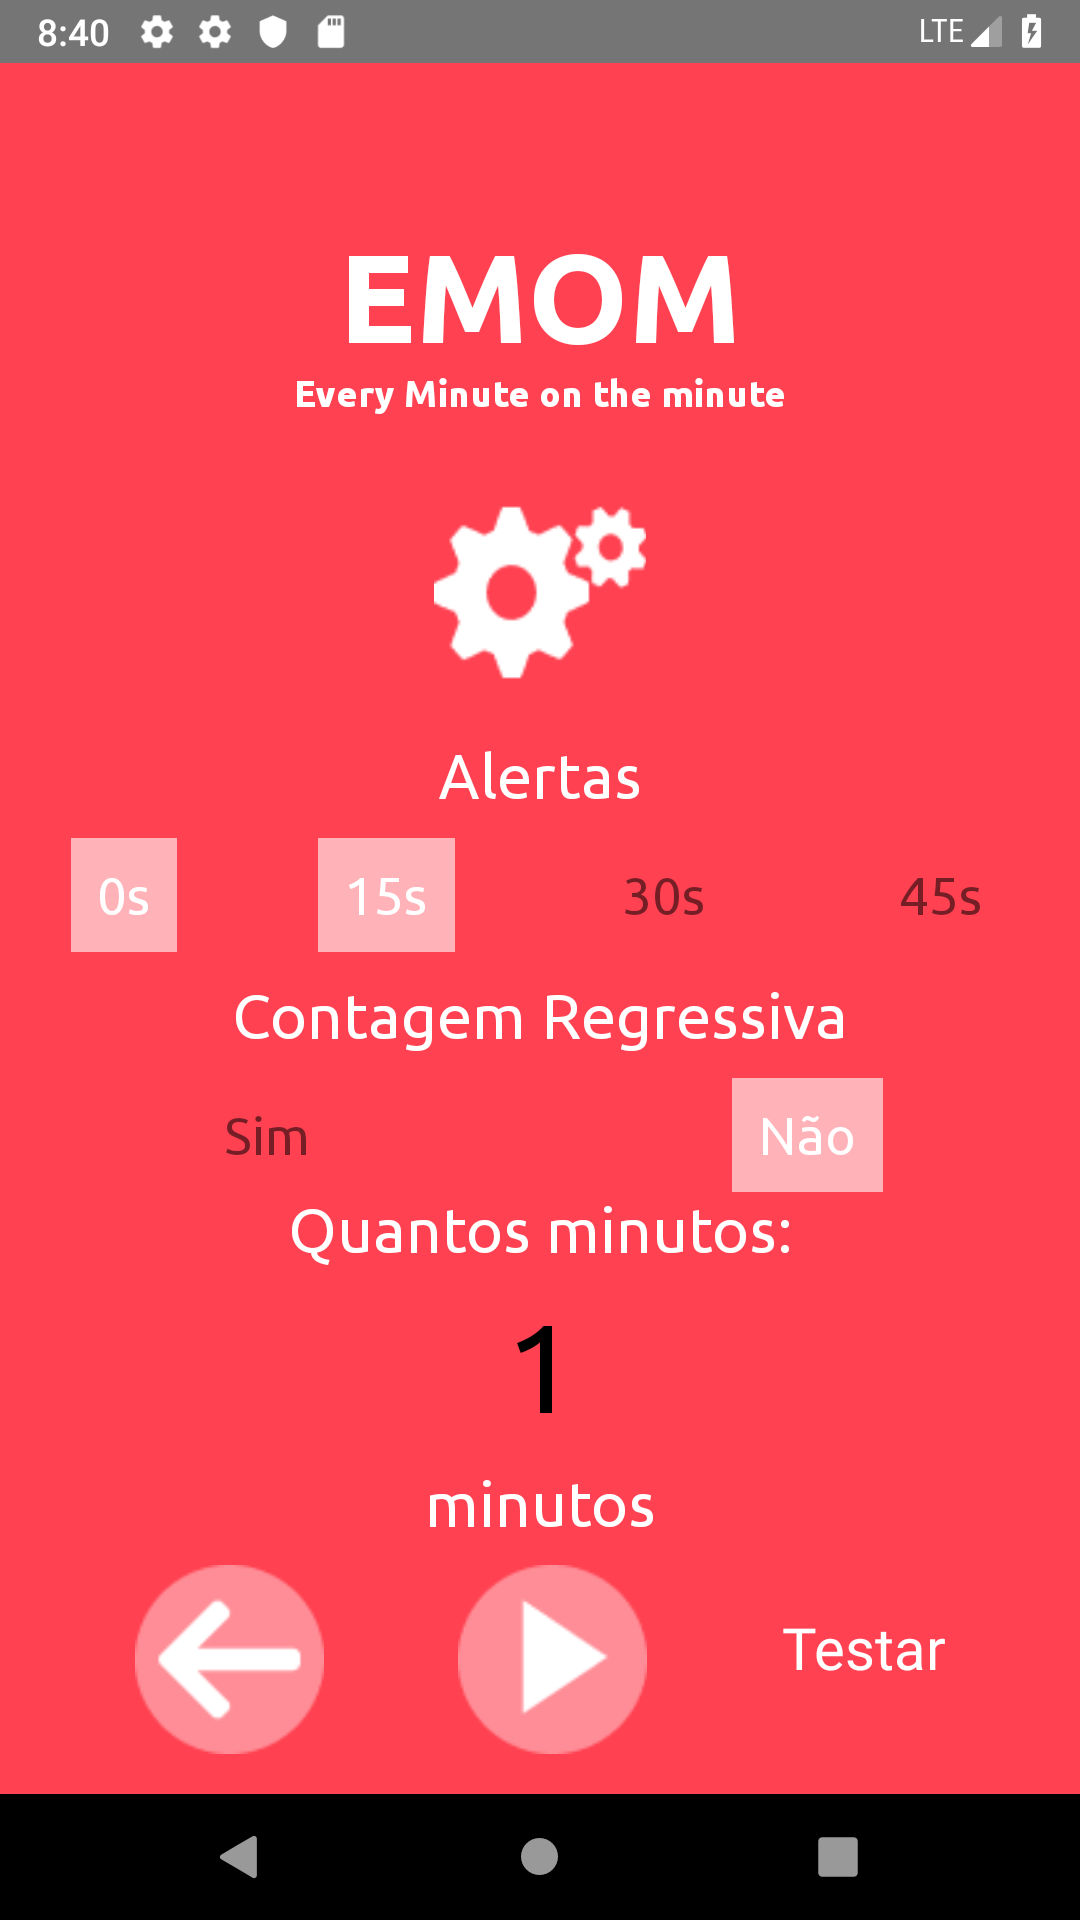 8:40 LTE
EMOM
Every Minute on the minute
Alertas
0s 15s 30s 45s
Contagem Regressiva
Sim Não
Quantos minutos:
1
minutos
Testar